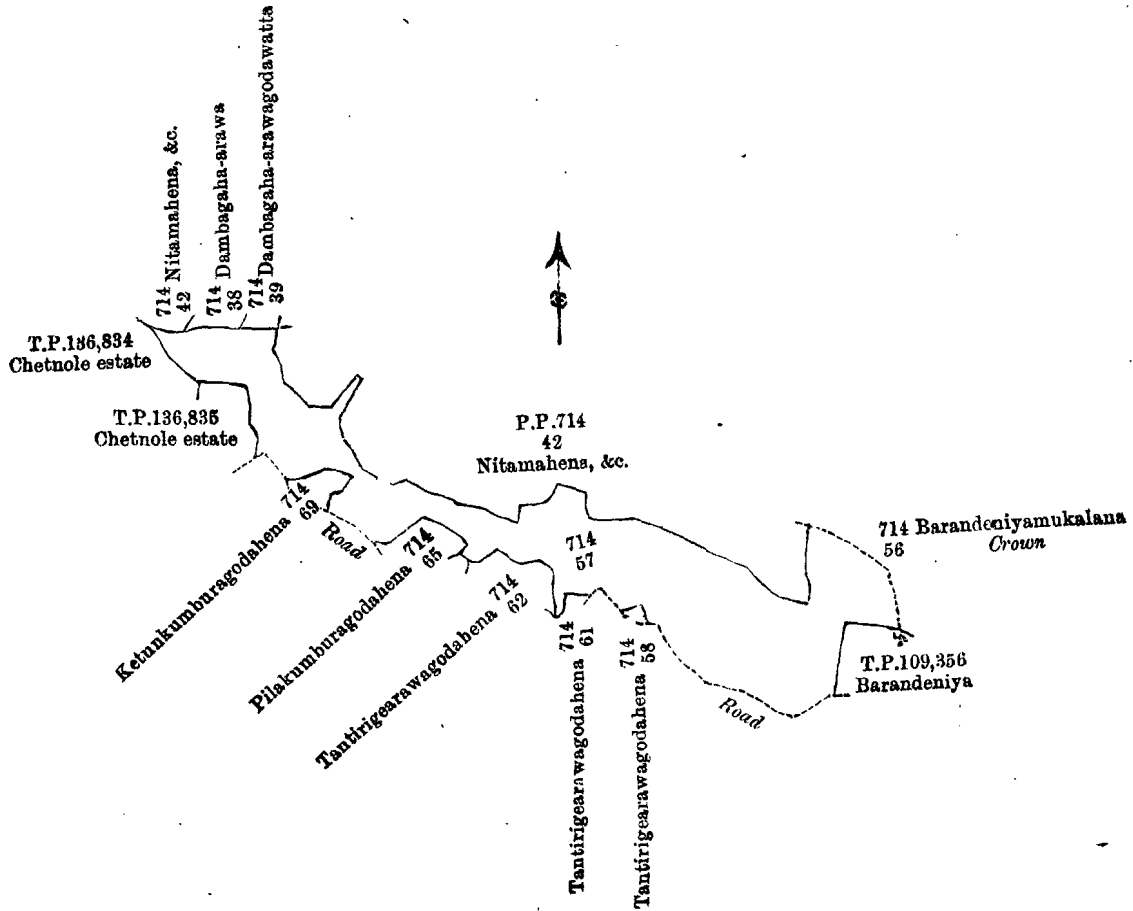 714 Nitamahena, &c.
42
714 Dambagaha-arawa
38
714 Dambagaha-arawagodawatta
39
T.P.136,834
Chetnole estate
T.P.136,835
Chetnole estate
P.P.714
42
Nitamahena, &c.
714 Barandeniyamukalana
56 Crown
714
57
Ketunkumburagodahena 714
69
Road
Pilakumburagodahena 714
65
Tantirigearawagodahena 714
62
Tantirigearawagodahena 714
61
Tantirigearawagodahena 714
58
Road
T.P.109,356
Barandeniya